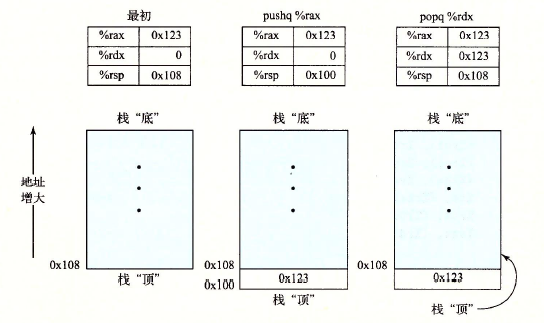 最初
%rax 0x123
%rdx 0
%rsp 0x108
pushq %rax
%rax 0x123
%rdx 0
%rsp 0x100
popq %rdx
%rax 0x123
%rdx 0x123
%rsp 0x108
地址
增大
栈“底”
0x108
栈“顶”
栈“底”
0x108
0x100
0x123
栈“顶”
栈“底”
0x108
0x123
栈“顶”